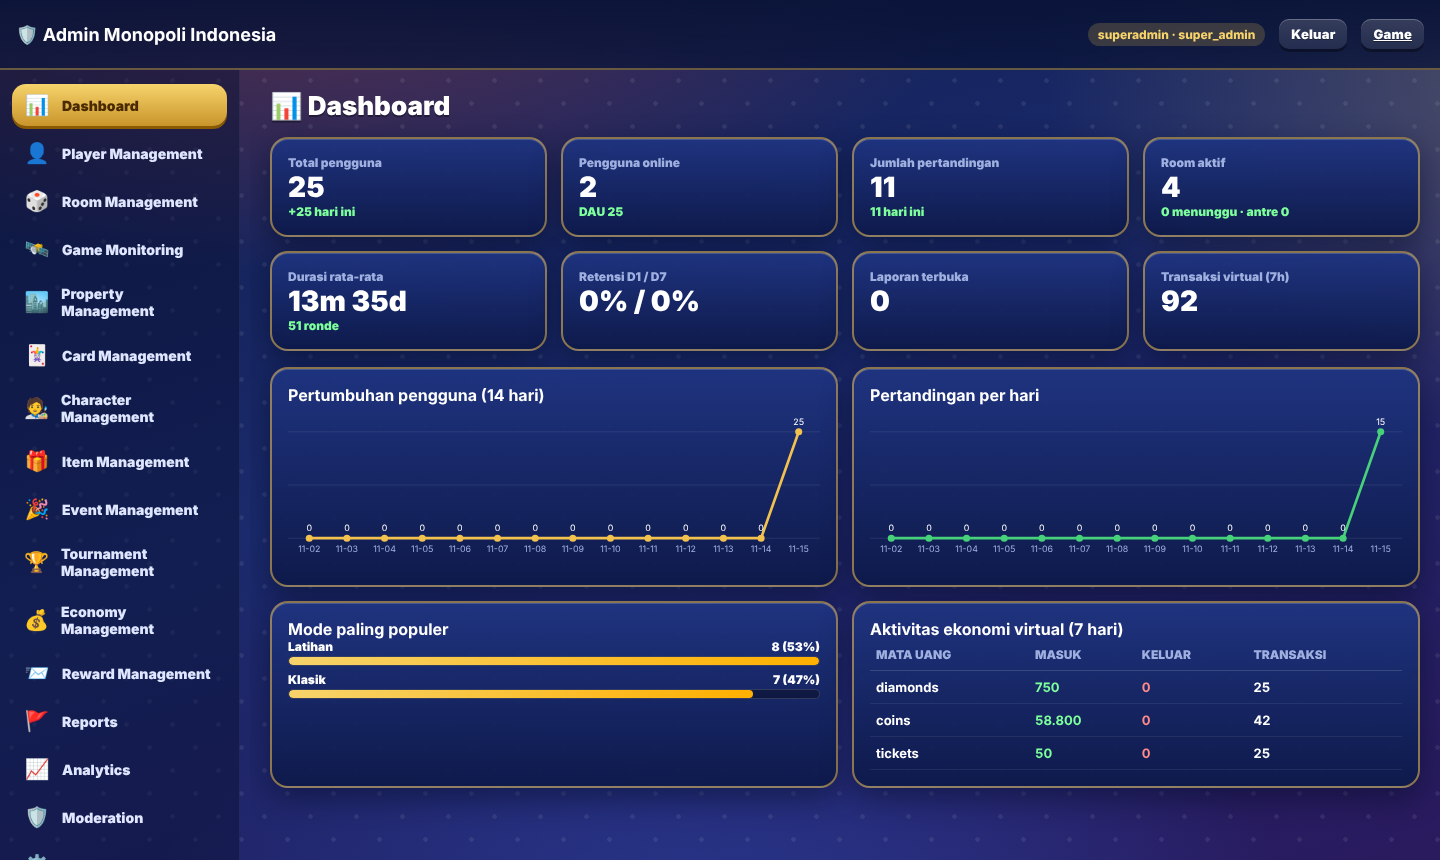 Admin Monopoli Indonesia
superadmin · super_admin
Keluar
Game
Dashboard
Player Management
Room Management
Game Monitoring
Property
Management
Card Management
Character
Management
Item Management
Event Management
Tournament
Management
Economy
Management
Reward Management
Reports
Analytics
Moderation
Dashboard
Total pengguna
25
+25 hari ini
Pengguna online
2
DAU 25
Jumlah pertandingan
11
11 hari ini
Room aktif
4
0 menunggu · antre 0
Durasi rata-rata
13m 35d
51 ronde
Retensi D1 / D7
0% / 0%
Laporan terbuka
0
Transaksi virtual (7h)
92
Pertumbuhan pengguna (14 hari)
25
0 0 0 0 0 0 0 0 0 0 0 0 0
11-02 11-03 11-04 11-05 11-06 11-07 11-08 11-09 11-10 11-11 11-12 11-13 11-14 11-15
Pertandingan per hari
15
0 0 0 0 0 0 0 0 0 0 0 0 0
11-02 11-03 11-04 11-05 11-06 11-07 11-08 11-09 11-10 11-11 11-12 11-13 11-14 11-15
Mode paling populer
Latihan 8 (53%)
Klasik 7 (47%)
Aktivitas ekonomi virtual (7 hari)
MATA UANG MASUK KELUAR TRANSAKSI
diamonds 750 0 25
coins 58.800 0 42
tickets 50 0 25